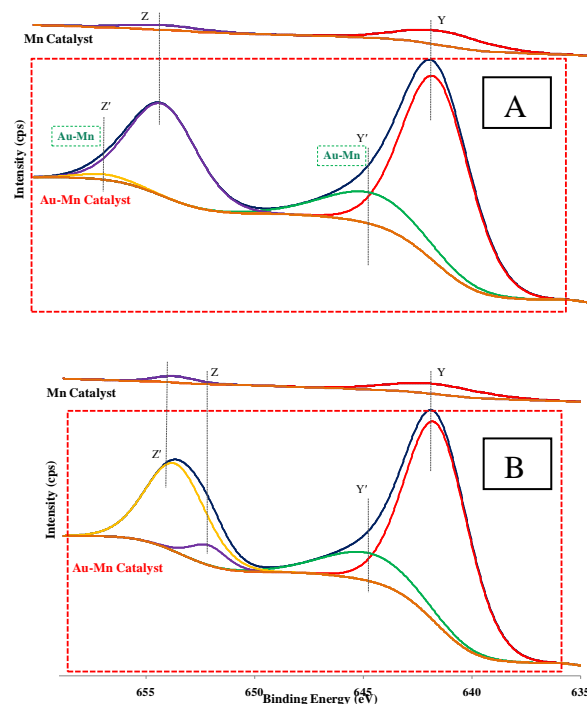 Z
Y
Mn Catalyst
A
Z'
Au-Mn
Y'
Au-Mn
Intensity (cps)
Au-Mn Catalyst
Z
Y
Mn Catalyst
B
Z'
Y'
Intensity (cps)
Au-Mn Catalyst
655
650
645
640
635
Binding Energy (eV)